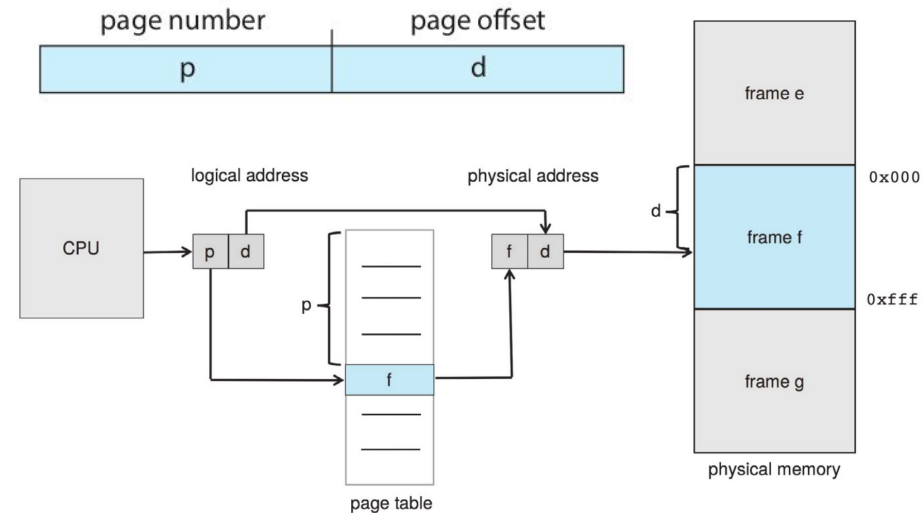 page number page offset
p d
frame e
logical address physical address
0x000
d
CPU
p d
f d
frame f
p
0xfff
f
frame g
physical memory
page table